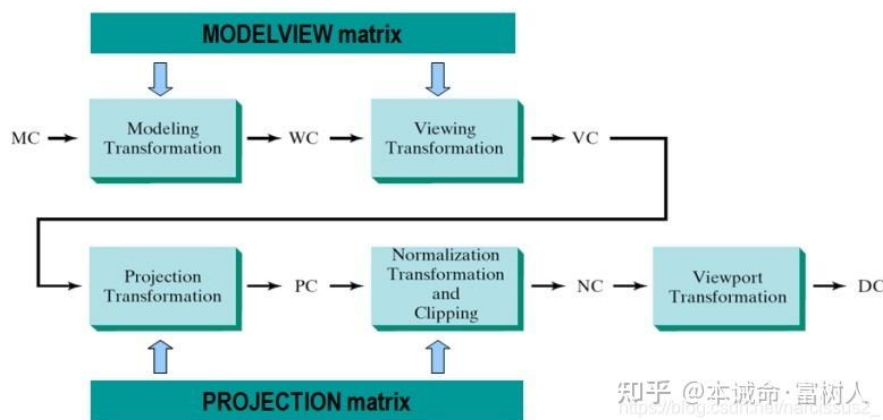 MODELVIEW matrix
MC
Modeling
Transformation
WC
Viewing
Transformation
VC
Projection
Transformation
PC
Normalization
Transformation
and
Clipping
NC
Viewport
Transformation
DC
PROJECTION matrix
知乎 @本诚命·富树人